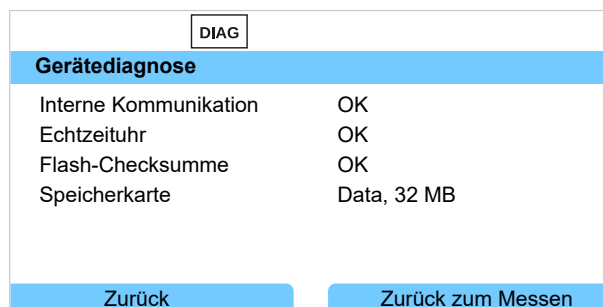 DIAG
Gerätediagnose
Interne Kommunikation OK
Echtzeituhr OK
Flash-Checksumme OK
Speicherkarte Data, 32 MB
Zurück Zurück zum Messen